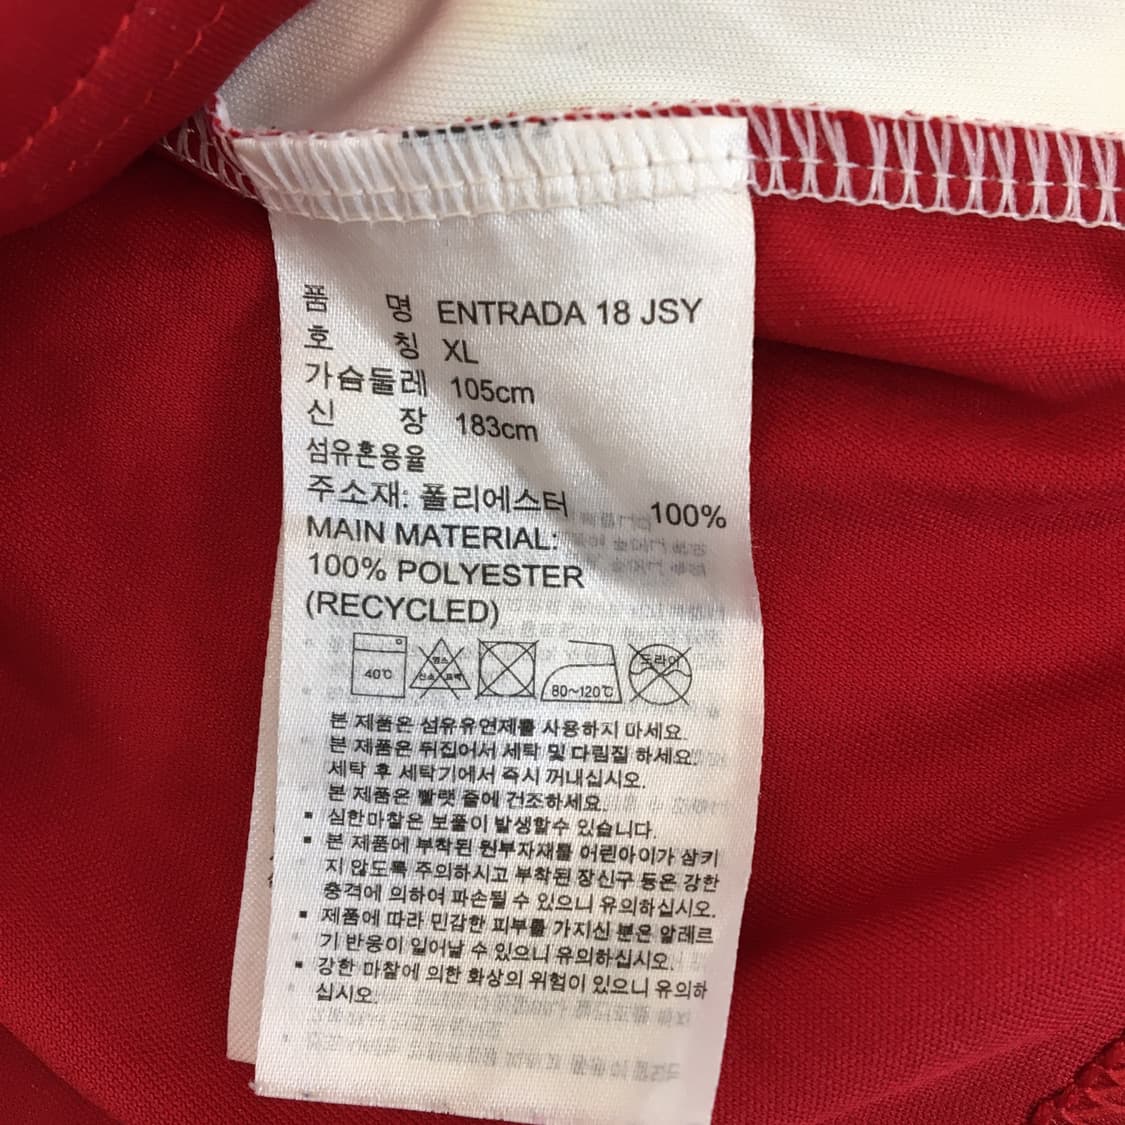 품 명 ENTRADA 18 JSY
호 칭 XL
가슴둘레 105cm
신 장 183cm
섬유혼용율
주소재: 폴리에스터 100%
MAIN MATERIAL:
100% POLYESTER
(RECYCLED)
40℃ 염소 산소 표백 80~120℃ 드라이
본 제품은 섬유유연제를 사용하지 마세요.
본 제품은 뒤집어서 세탁 및 다림질 하세요.
세탁 후 세탁기에서 즉시 꺼내십시오.
본 제품은 빨랫 줄에 건조하세요.
▪ 심한마찰은 보풀이 발생할수 있습니다.
▪ 본 제품에 부착된 원부자재를 어린아이가 삼키
지 않도록 주의하시고 부착된 장신구 등은 강한
충격에 의하여 파손될 수 있으니 유의하십시오.
▪ 제품에 따라 민감한 피부를 가지신 분은 알레르
기 반응이 일어날 수 있으니 유의하십시오.
▪ 강한 마찰에 의한 화상의 위험이 있으니 유의하
십시오.